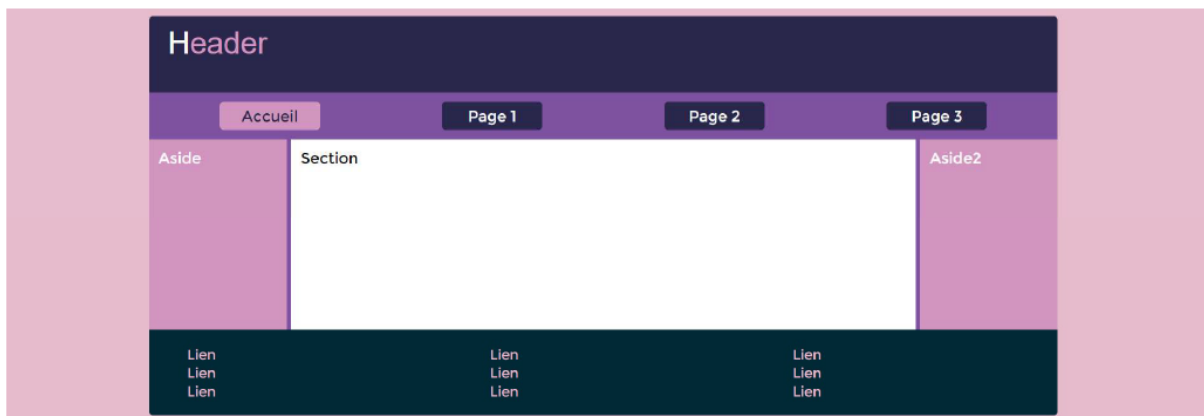 Header
Accueil Page 1 Page 2 Page 3
Aside Section Aside2
Lien Lien Lien
Lien Lien Lien
Lien Lien Lien